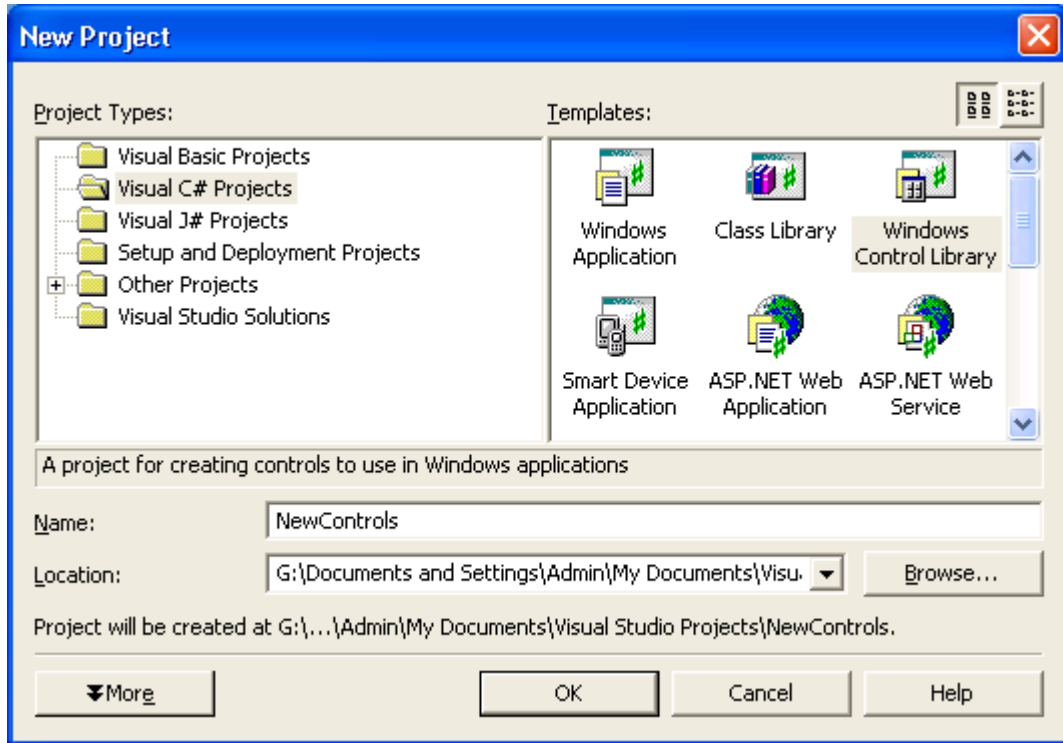 New Project
Project Types:
Templates:
Visual Basic Projects
Visual C# Projects
Visual J# Projects
Setup and Deployment Projects
Other Projects
Visual Studio Solutions
Windows
Application
Class Library
Windows
Control Library
Smart Device
Application
ASP.NET Web
Application
ASP.NET Web
Service
A project for creating controls to use in Windows applications
Name:
NewControls
Location:
G:\Documents and Settings\Admin\My Documents\Visu
Browse...
Project will be created at G:\...\Admin\My Documents\Visual Studio Projects\NewControls.
More
OK
Cancel
Help